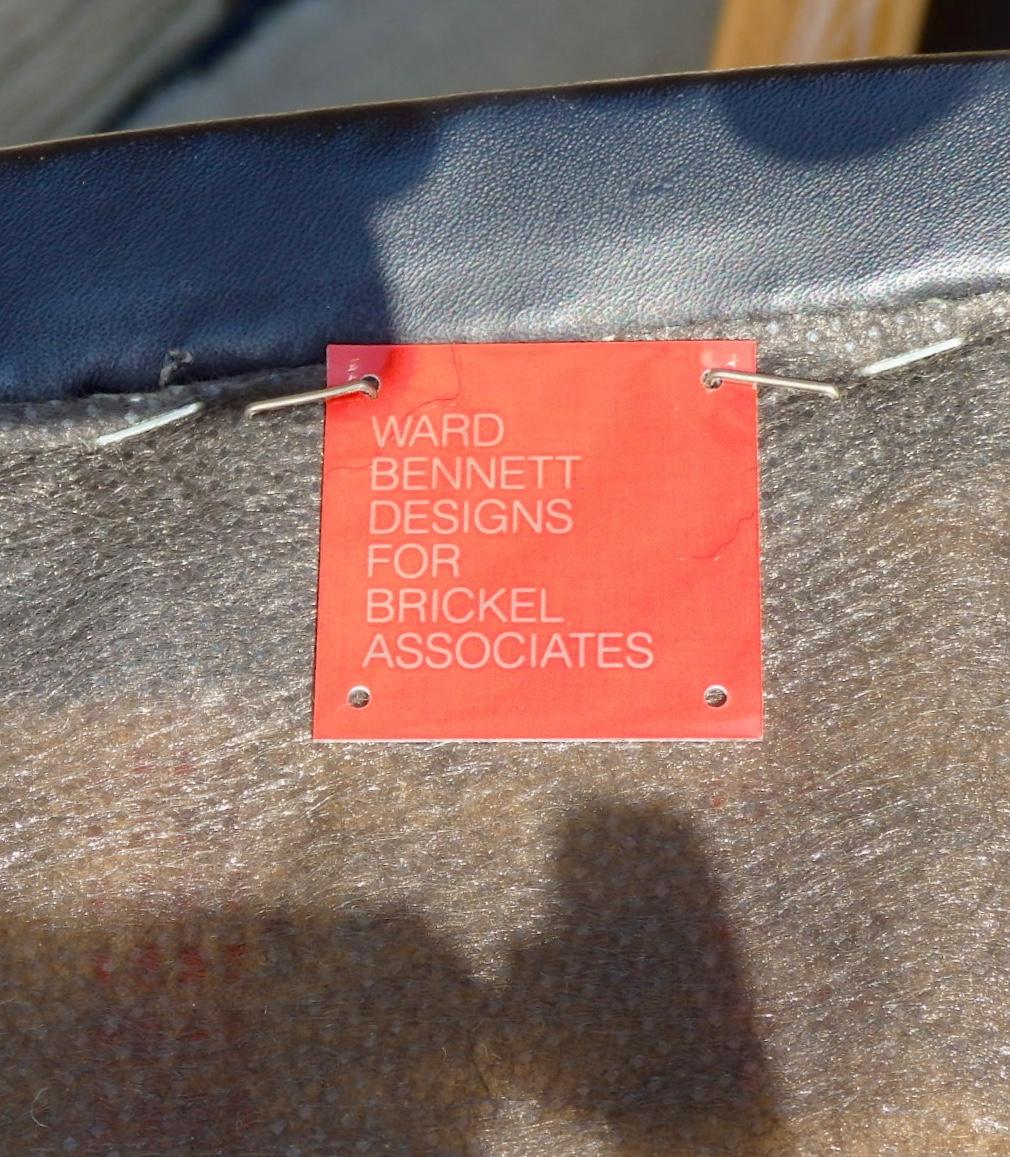 WARD
BENNETT
DESIGNS
FOR
BRICKEL
ASSOCIATES